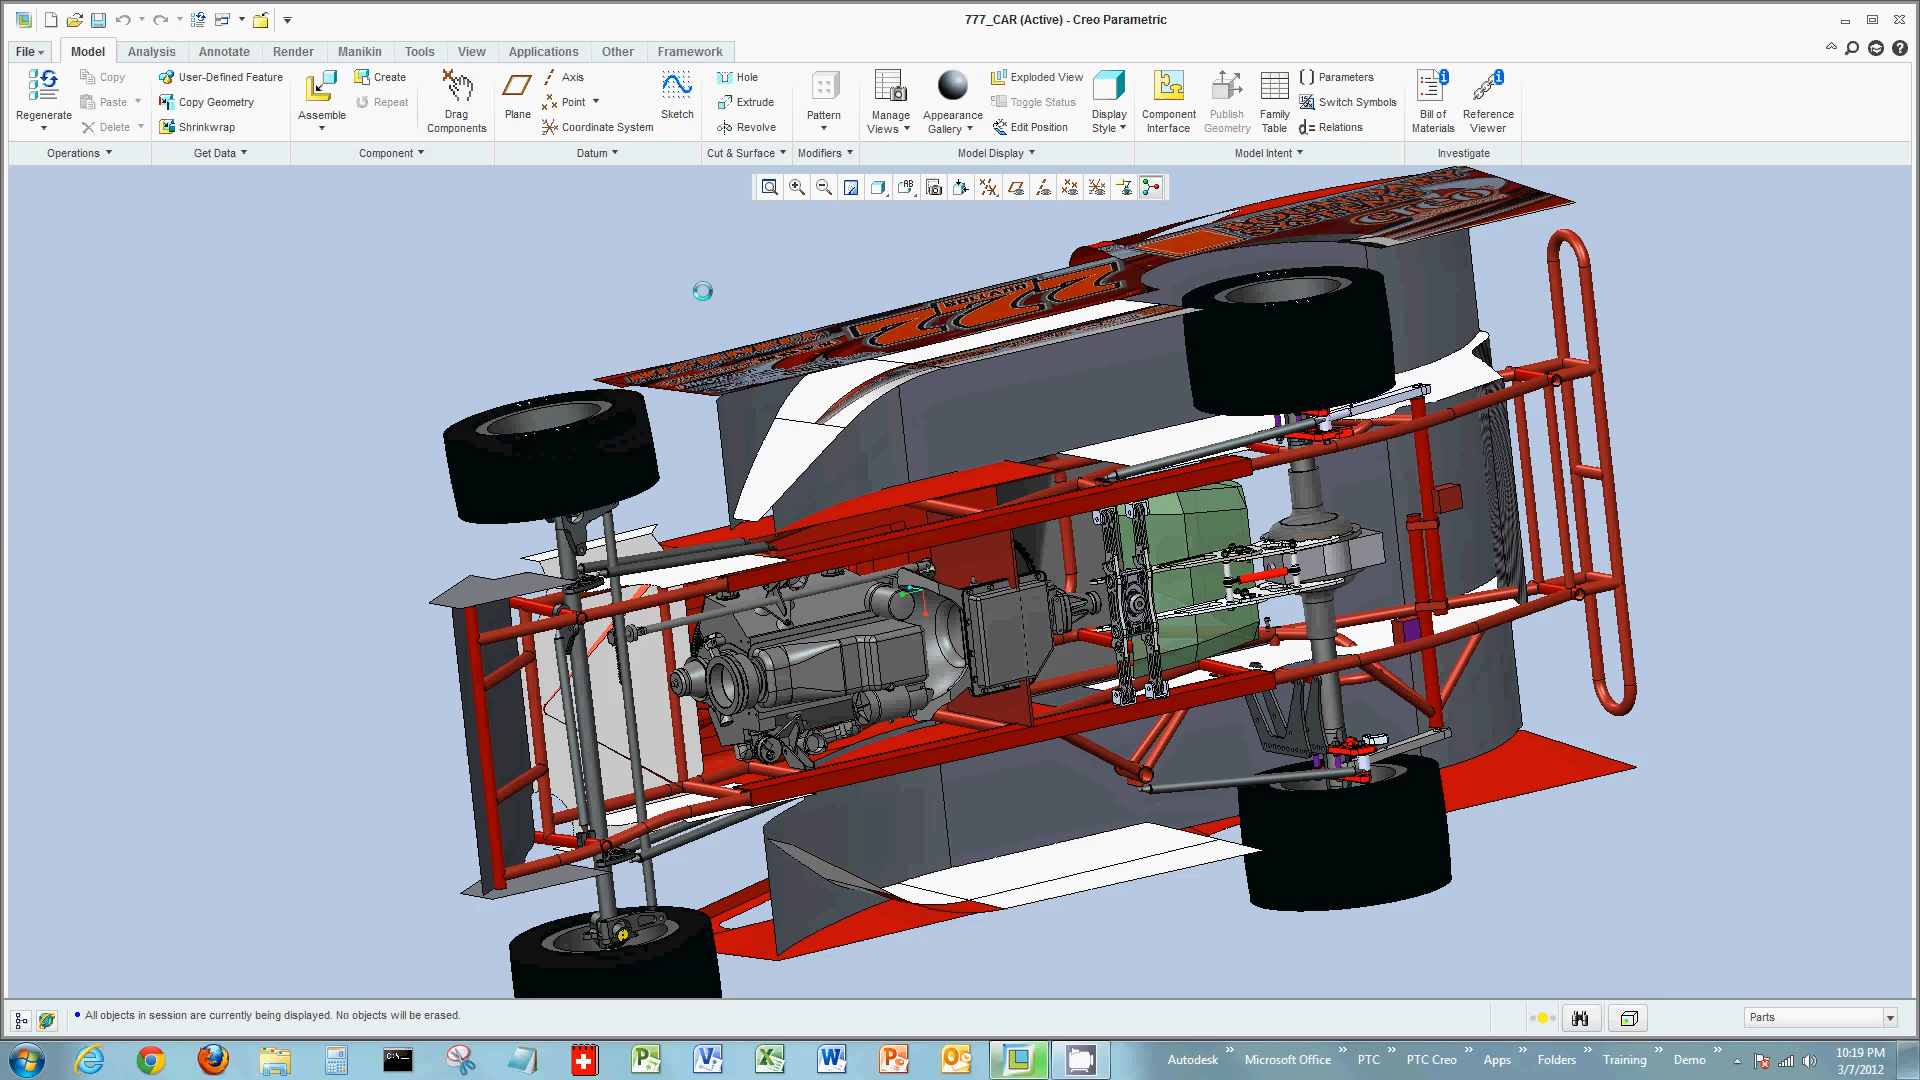 777_CAR (Active) - Creo Parametric
File Model Analysis Annotate Render Manikin Tools View Applications Other Framework
Regenerate
Copy
Paste
Delete
User-Defined Feature
Copy Geometry
Shrinkwrap
Assemble
Create
Repeat
Drag
Components
Plane
Axis
Point
Coordinate System
Sketch
Hole
Extrude
Revolve
Pattern
Manage
Views
Appearance
Gallery
Exploded View
Toggle Status
Edit Position
Display
Style
Component
Interface
Publish
Geometry
Family
Table
Parameters
Switch Symbols
d= Relations
Bill of
Materials
Reference
Viewer
Operations Get Data Component Datum Cut & Surface Modifiers Model Display Model Intent Investigate
All objects in session are currently being displayed. No objects will be erased.
Parts
Autodesk » Microsoft Office » PTC » PTC Creo » Apps » Folders » Training » Demo »
10:19 PM
3/7/2012